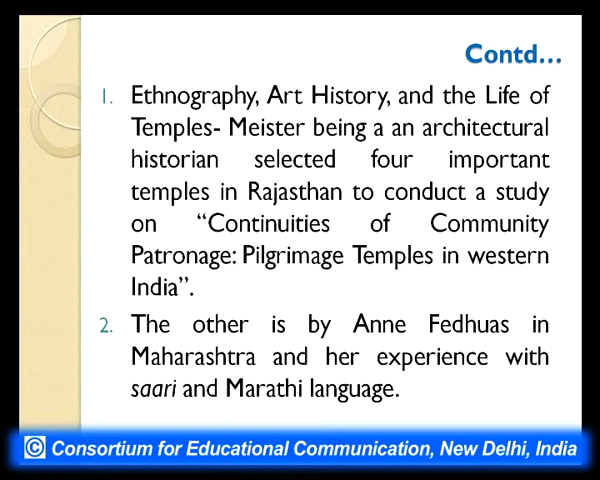 Contd...
1. Ethnography, Art History, and the Life of
Temples- Meister being a an architectural
historian selected four important
temples in Rajasthan to conduct a study
on “Continuities of Community
Patronage: Pilgrimage Temples in western
India”.
2. The other is by Anne Fedhuas in
Maharashtra and her experience with
saari and Marathi language.
© Consortium for Educational Communication, New Delhi, India